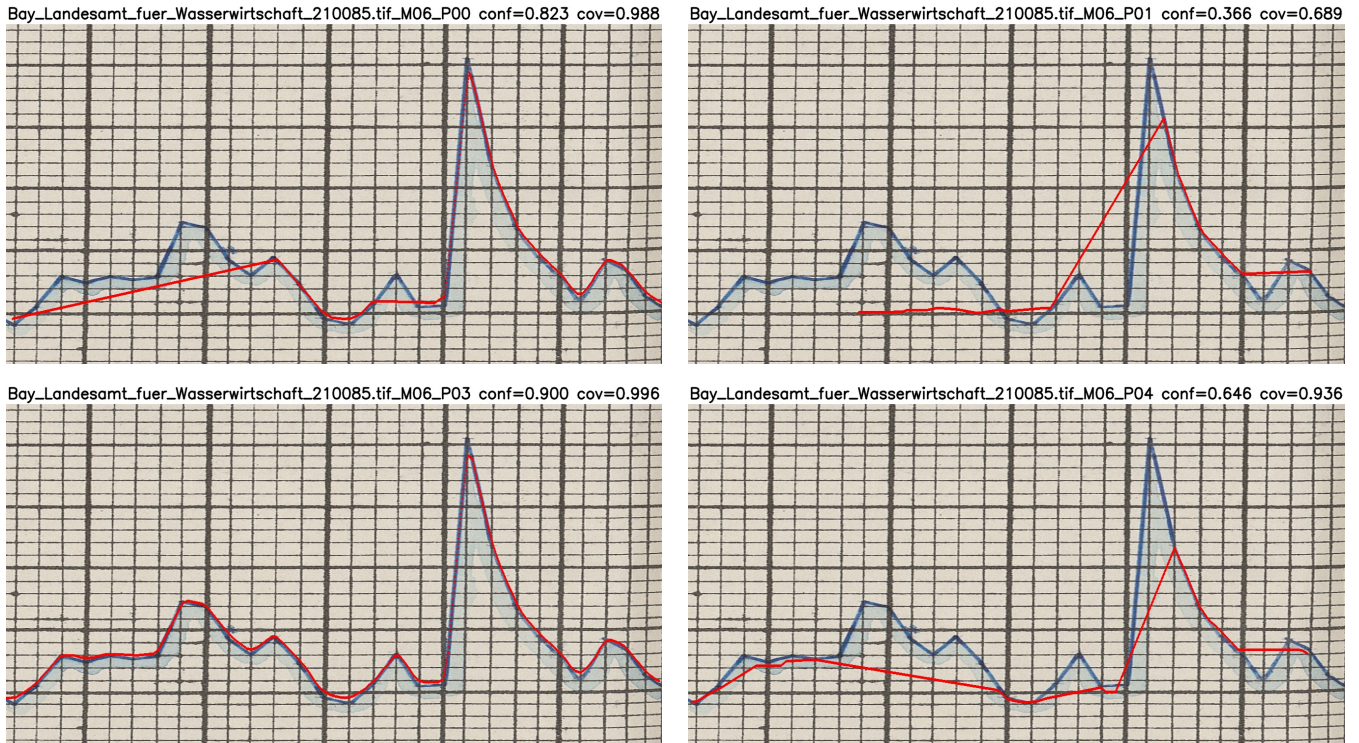 Bay_Landesamt_fuer_Wasserwirtschaft_210085.tif_M06_P00 conf=0.823 cov=0.988
Bay_Landesamt_fuer_Wasserwirtschaft_210085.tif_M06_P01 conf=0.366 cov=0.689
Bay_Landesamt_fuer_Wasserwirtschaft_210085.tif_M06_P03 conf=0.900 cov=0.996
Bay_Landesamt_fuer_Wasserwirtschaft_210085.tif_M06_P04 conf=0.646 cov=0.936